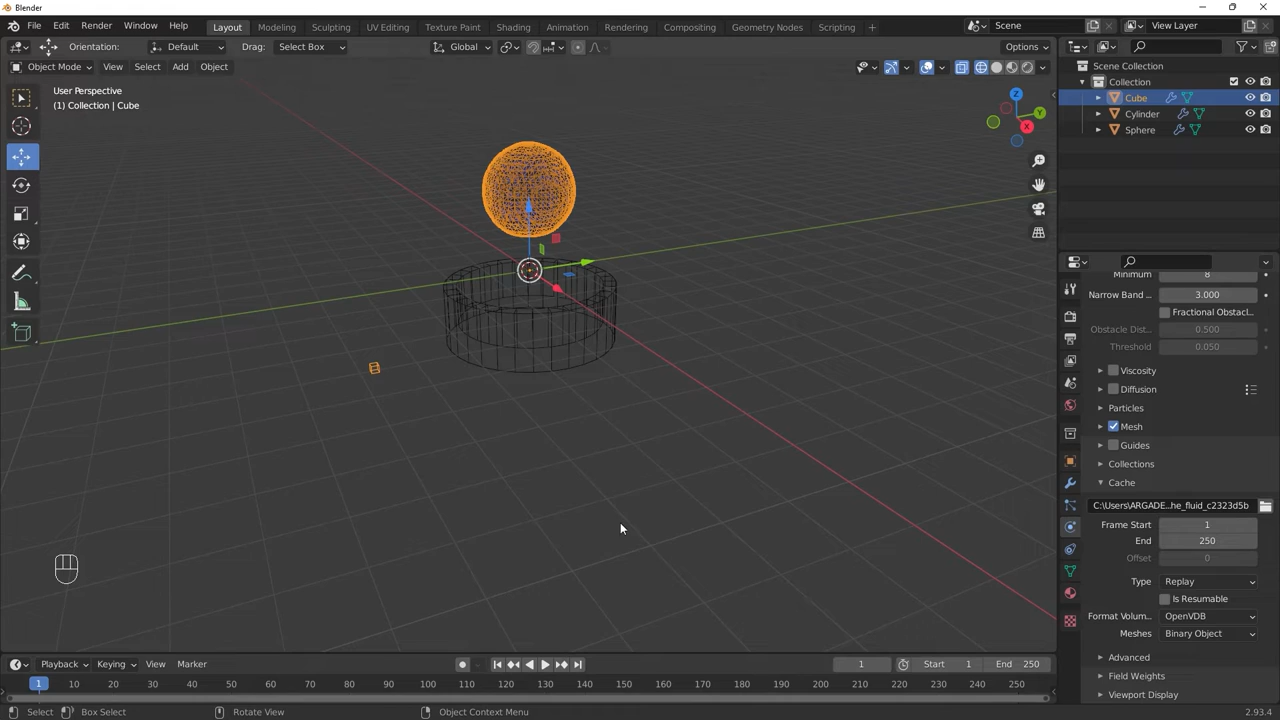 Blender
File Edit Render Window Help Layout Modeling Sculpting UV Editing Texture Paint Shading Animation Rendering Compositing Geometry Nodes Scripting + Scene View Layer
Orientation: Default Drag: Select Box Global Options
Object Mode View Select Add Object
User Perspective
(1) Collection | Cube
Z
Y
X
Scene Collection
Collection
Cube
Cylinder
Sphere
Minimum 8
Narrow Band ... 3.000
Fractional Obstacl..
Obstacle Dist... 0.500
Threshold 0.050
Viscosity
Diffusion
Particles
Mesh
Guides
Collections
Cache
C:\Users\ARGADE...he_fluid_c2323d5b
Frame Start 1
End 250
Offset 0
Type Replay
Is Resumable
Format Volum... OpenVDB
Meshes Binary Object
Advanced
Field Weights
Viewport Display
Playback Keying View Marker 1 Start 1 End 250
1 10 20 30 40 50 60 70 80 90 100 110 120 130 140 150 160 170 180 190 200 210 220 230 240 250
Select Box Select Rotate View Object Context Menu 2.93.4